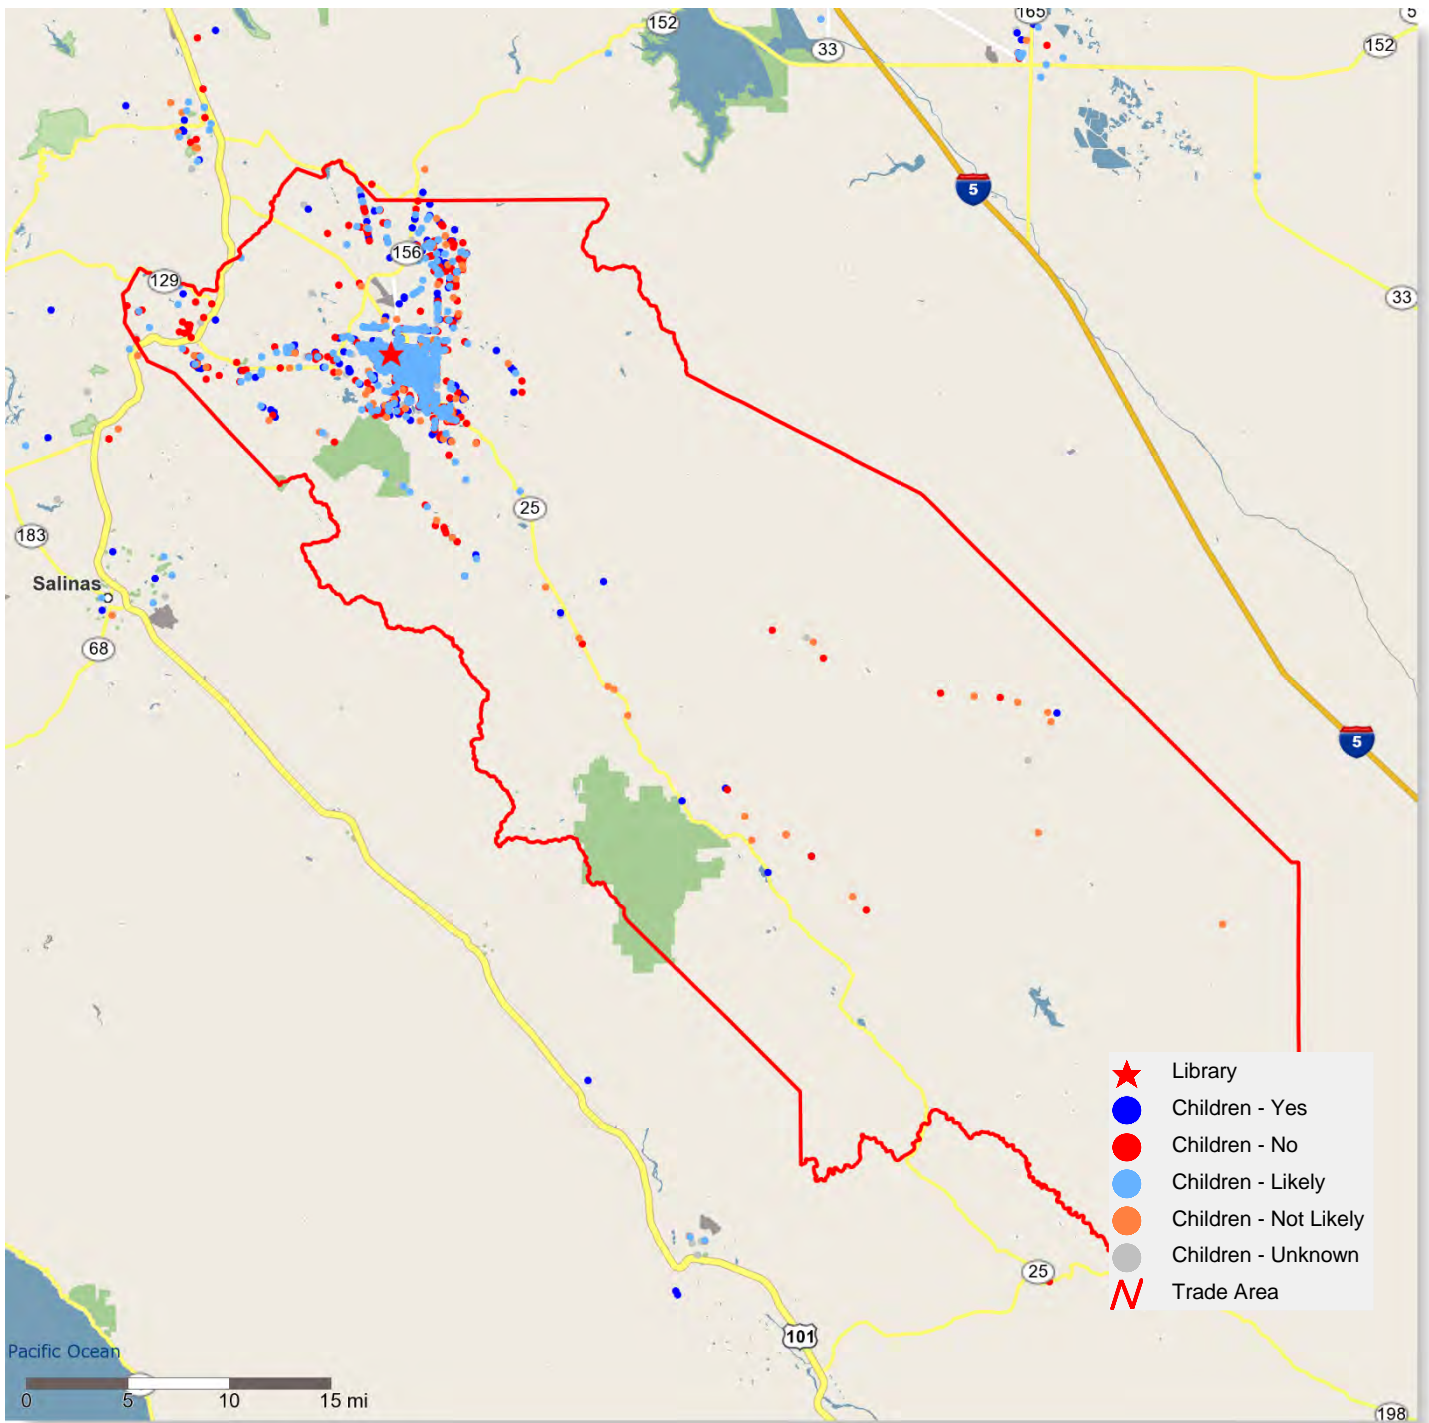 165
5
152
33
152
5
129
156
33
25
183
Salinas
68
5
Library
Children - Yes
Children - No
Children - Likely
Children - Not Likely
Children - Unknown
Trade Area
25
101
Pacific Ocean
0 5 10 15 mi
198